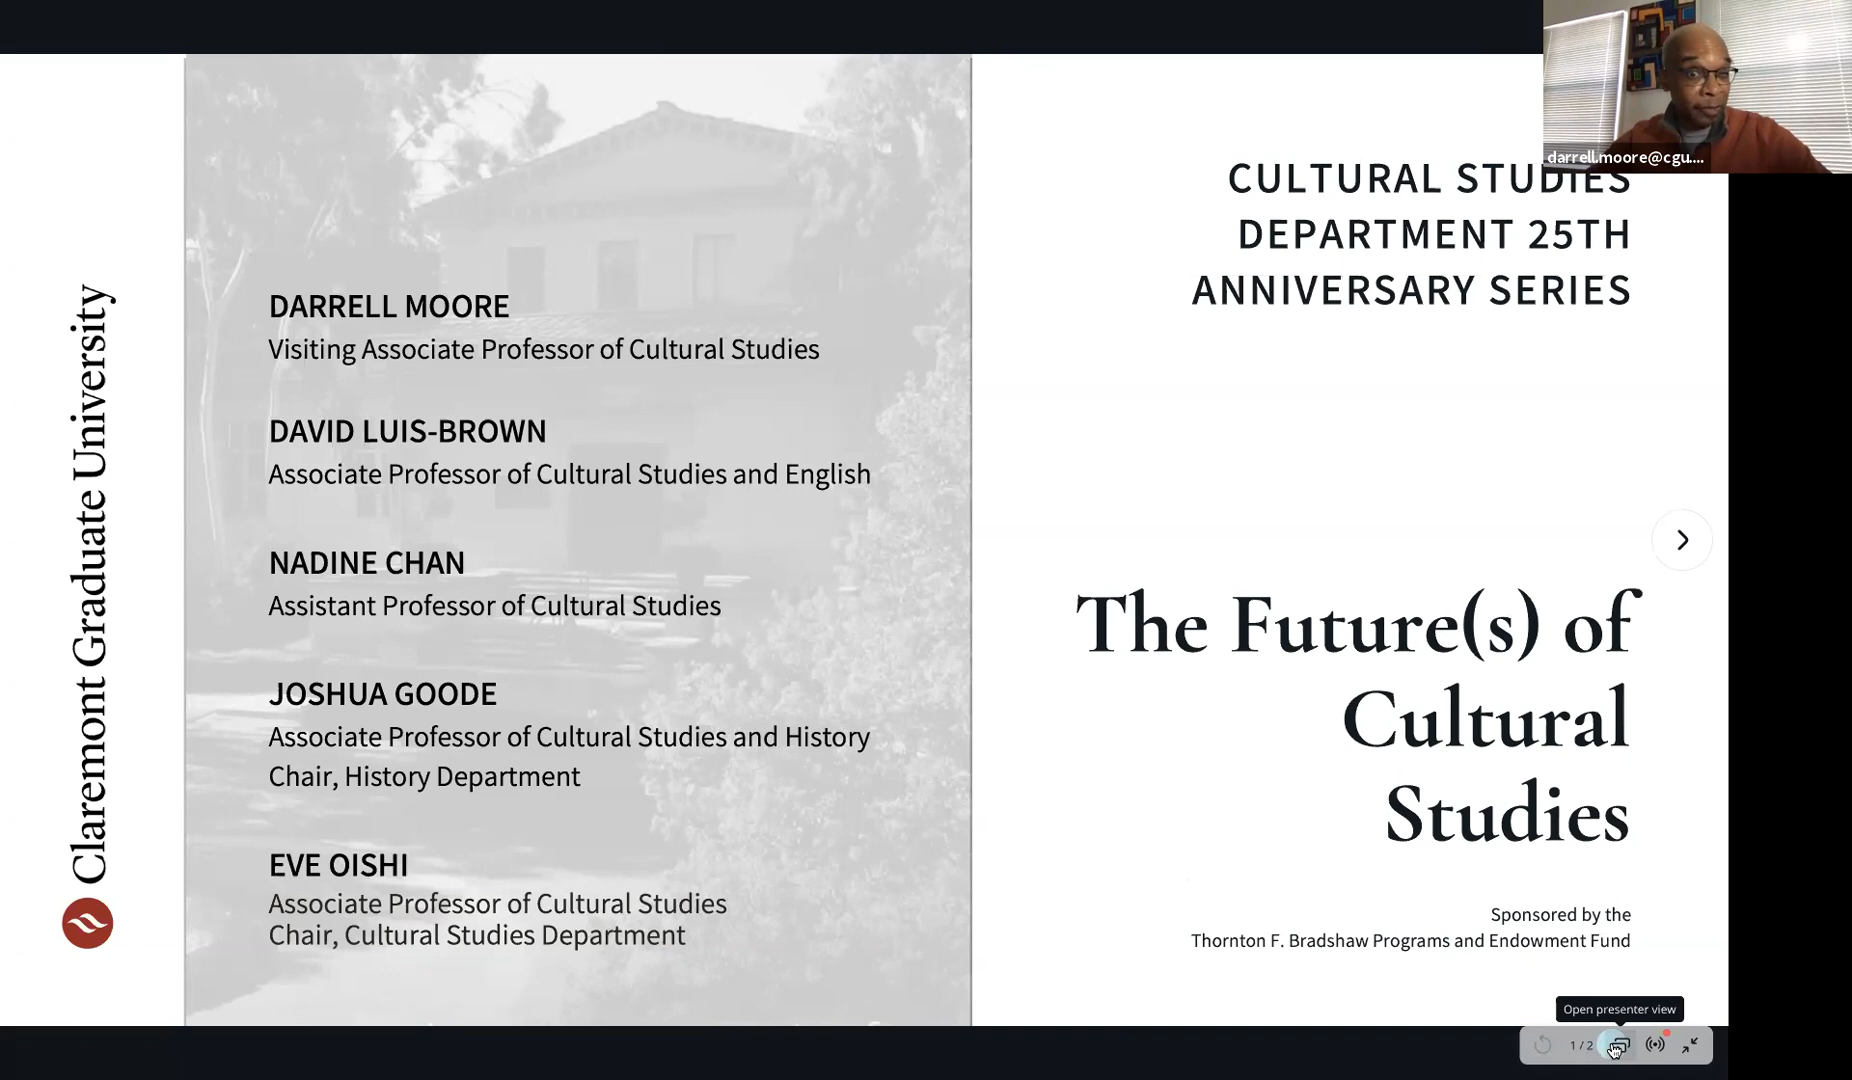 darrell.moore@cgu....
CULTURAL STUDIES
DEPARTMENT 25TH
ANNIVERSARY SERIES
Claremont Graduate University
DARRELL MOORE
Visiting Associate Professor of Cultural Studies
DAVID LUIS-BROWN
Associate Professor of Cultural Studies and English
NADINE CHAN
Assistant Professor of Cultural Studies
JOSHUA GOODE
Associate Professor of Cultural Studies and History
Chair, History Department
EVE OISHI
Associate Professor of Cultural Studies
Chair, Cultural Studies Department
The Future(s) of
Cultural
Studies
Sponsored by the
Thornton F. Bradshaw Programs and Endowment Fund
Open presenter view
1 / 2